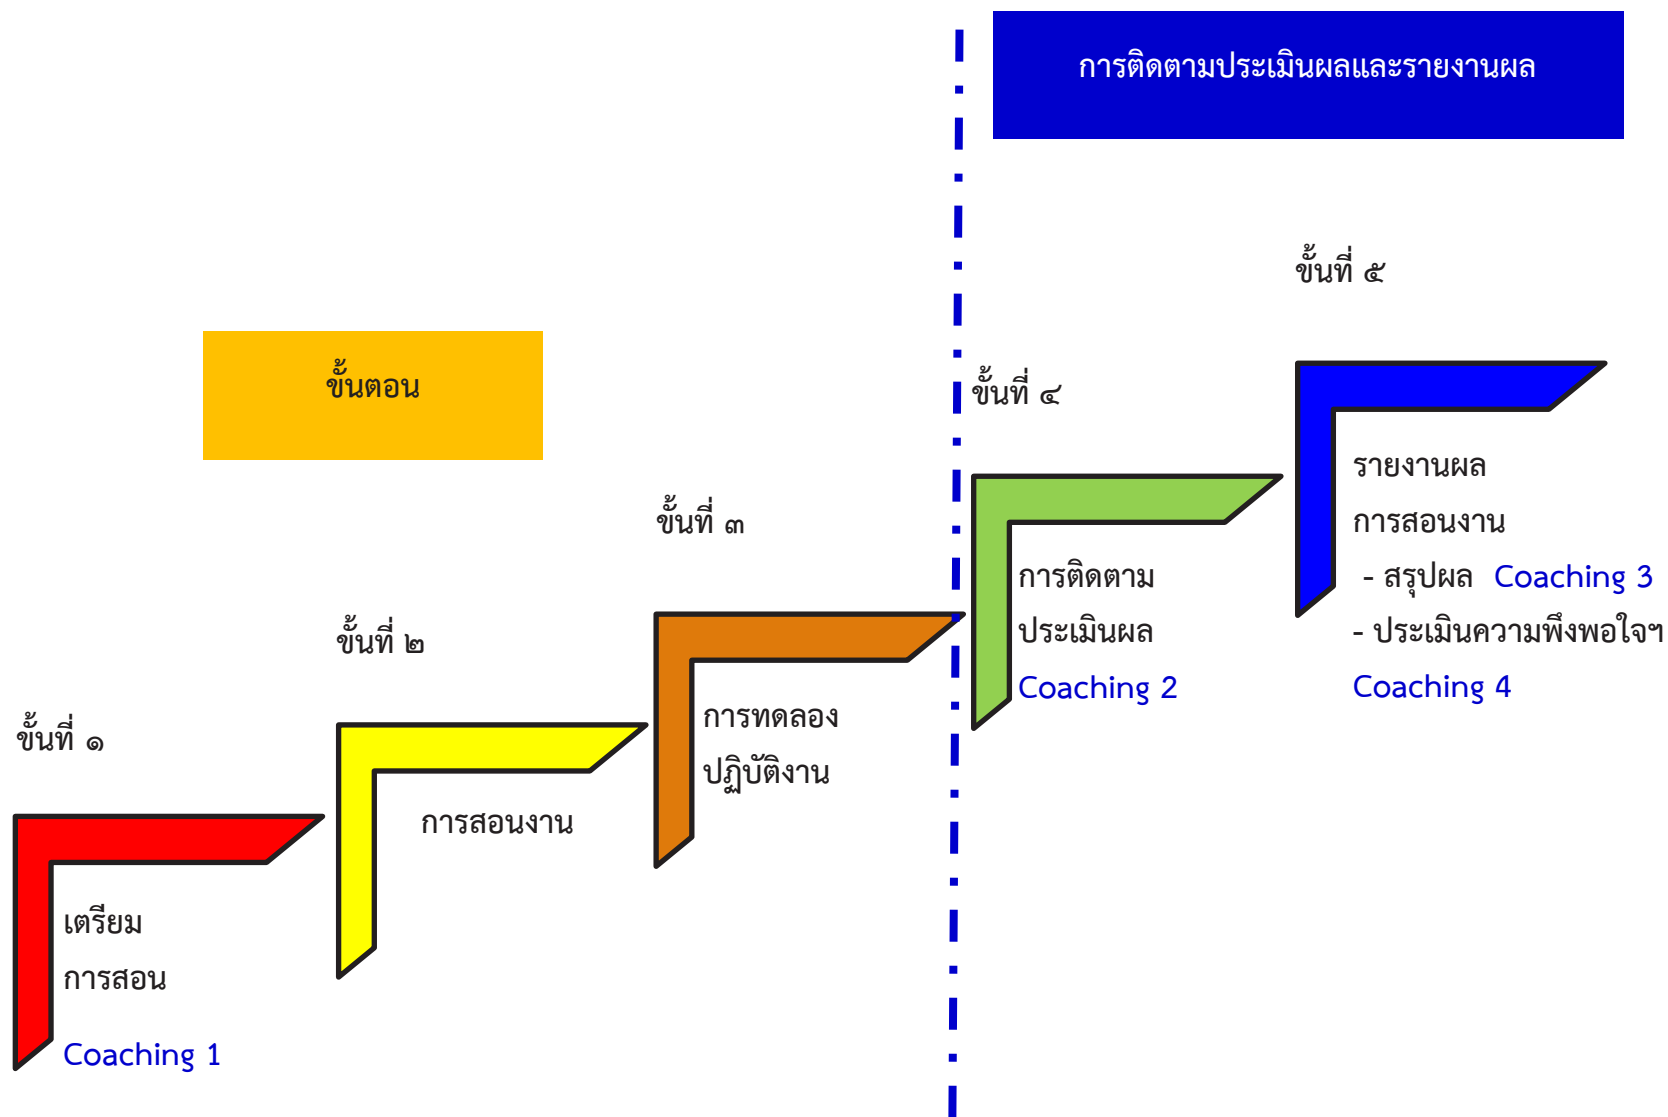 การติดตามประเมินผลและรายงานผล
ขั้นตอน
ขั้นที่ ๑
เตรียม
การสอน
Coaching 1
ขั้นที่ ๒
การสอนงาน
ขั้นที่ ๓
การทดลอง
ปฏิบัติงาน
ขั้นที่ ๔
การติดตาม
ประเมินผล
Coaching 2
ขั้นที่ ๕
รายงานผล
การสอนงาน
- สรุปผล Coaching 3
- ประเมินความพึงพอใจฯ
Coaching 4